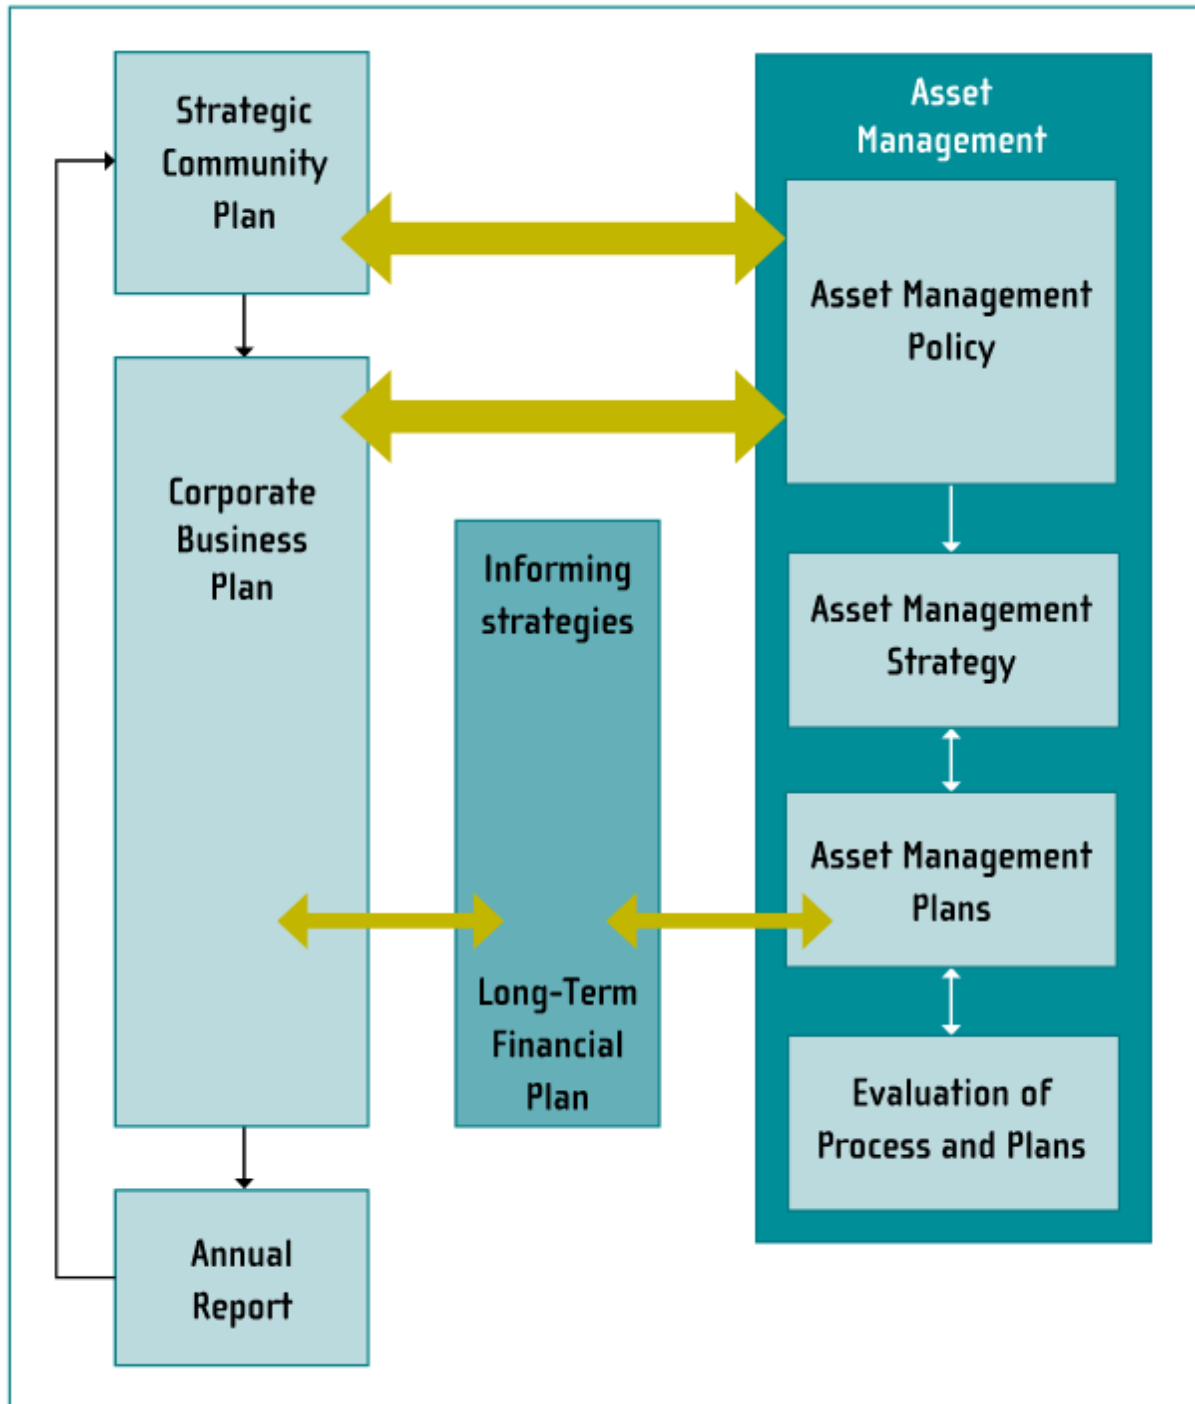 Strategic
Community
Plan
Corporate
Business
Plan
Annual
Report
Informing
strategies
Long-Term
Financial
Plan
Asset
Management
Asset Management
Policy
Asset Management
Strategy
Asset Management
Plans
Evaluation of
Process and Plans